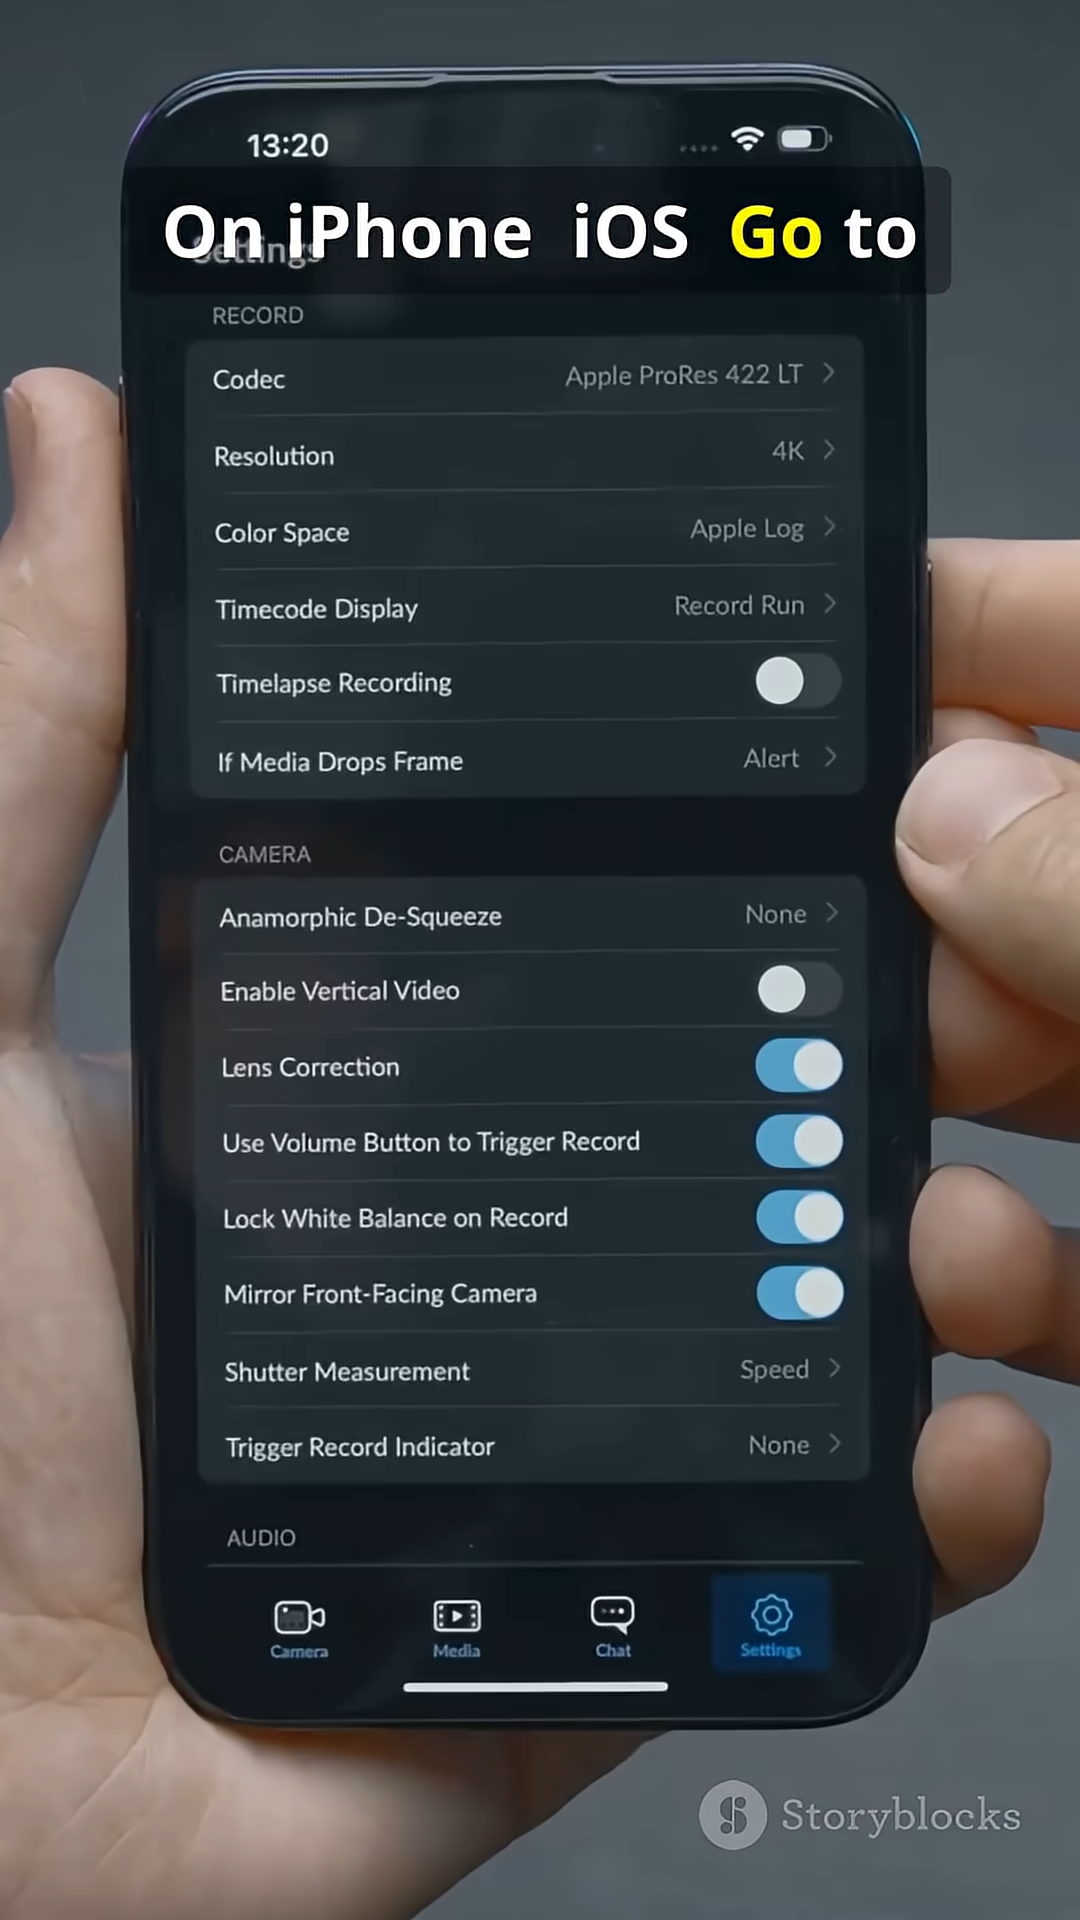 13:20
On iPhone iOS Go to
Settings
RECORD
Codec Apple ProRes 422 LT
Resolution 4K
Color Space Apple Log
Timecode Display Record Run
Timelapse Recording
If Media Drops Frame Alert
CAMERA
Anamorphic De-Squeeze None
Enable Vertical Video
Lens Correction
Use Volume Button to Trigger Record
Lock White Balance on Record
Mirror Front-Facing Camera
Shutter Measurement Speed
Trigger Record Indicator None
AUDIO
Camera Media Chat Settings
Storyblocks